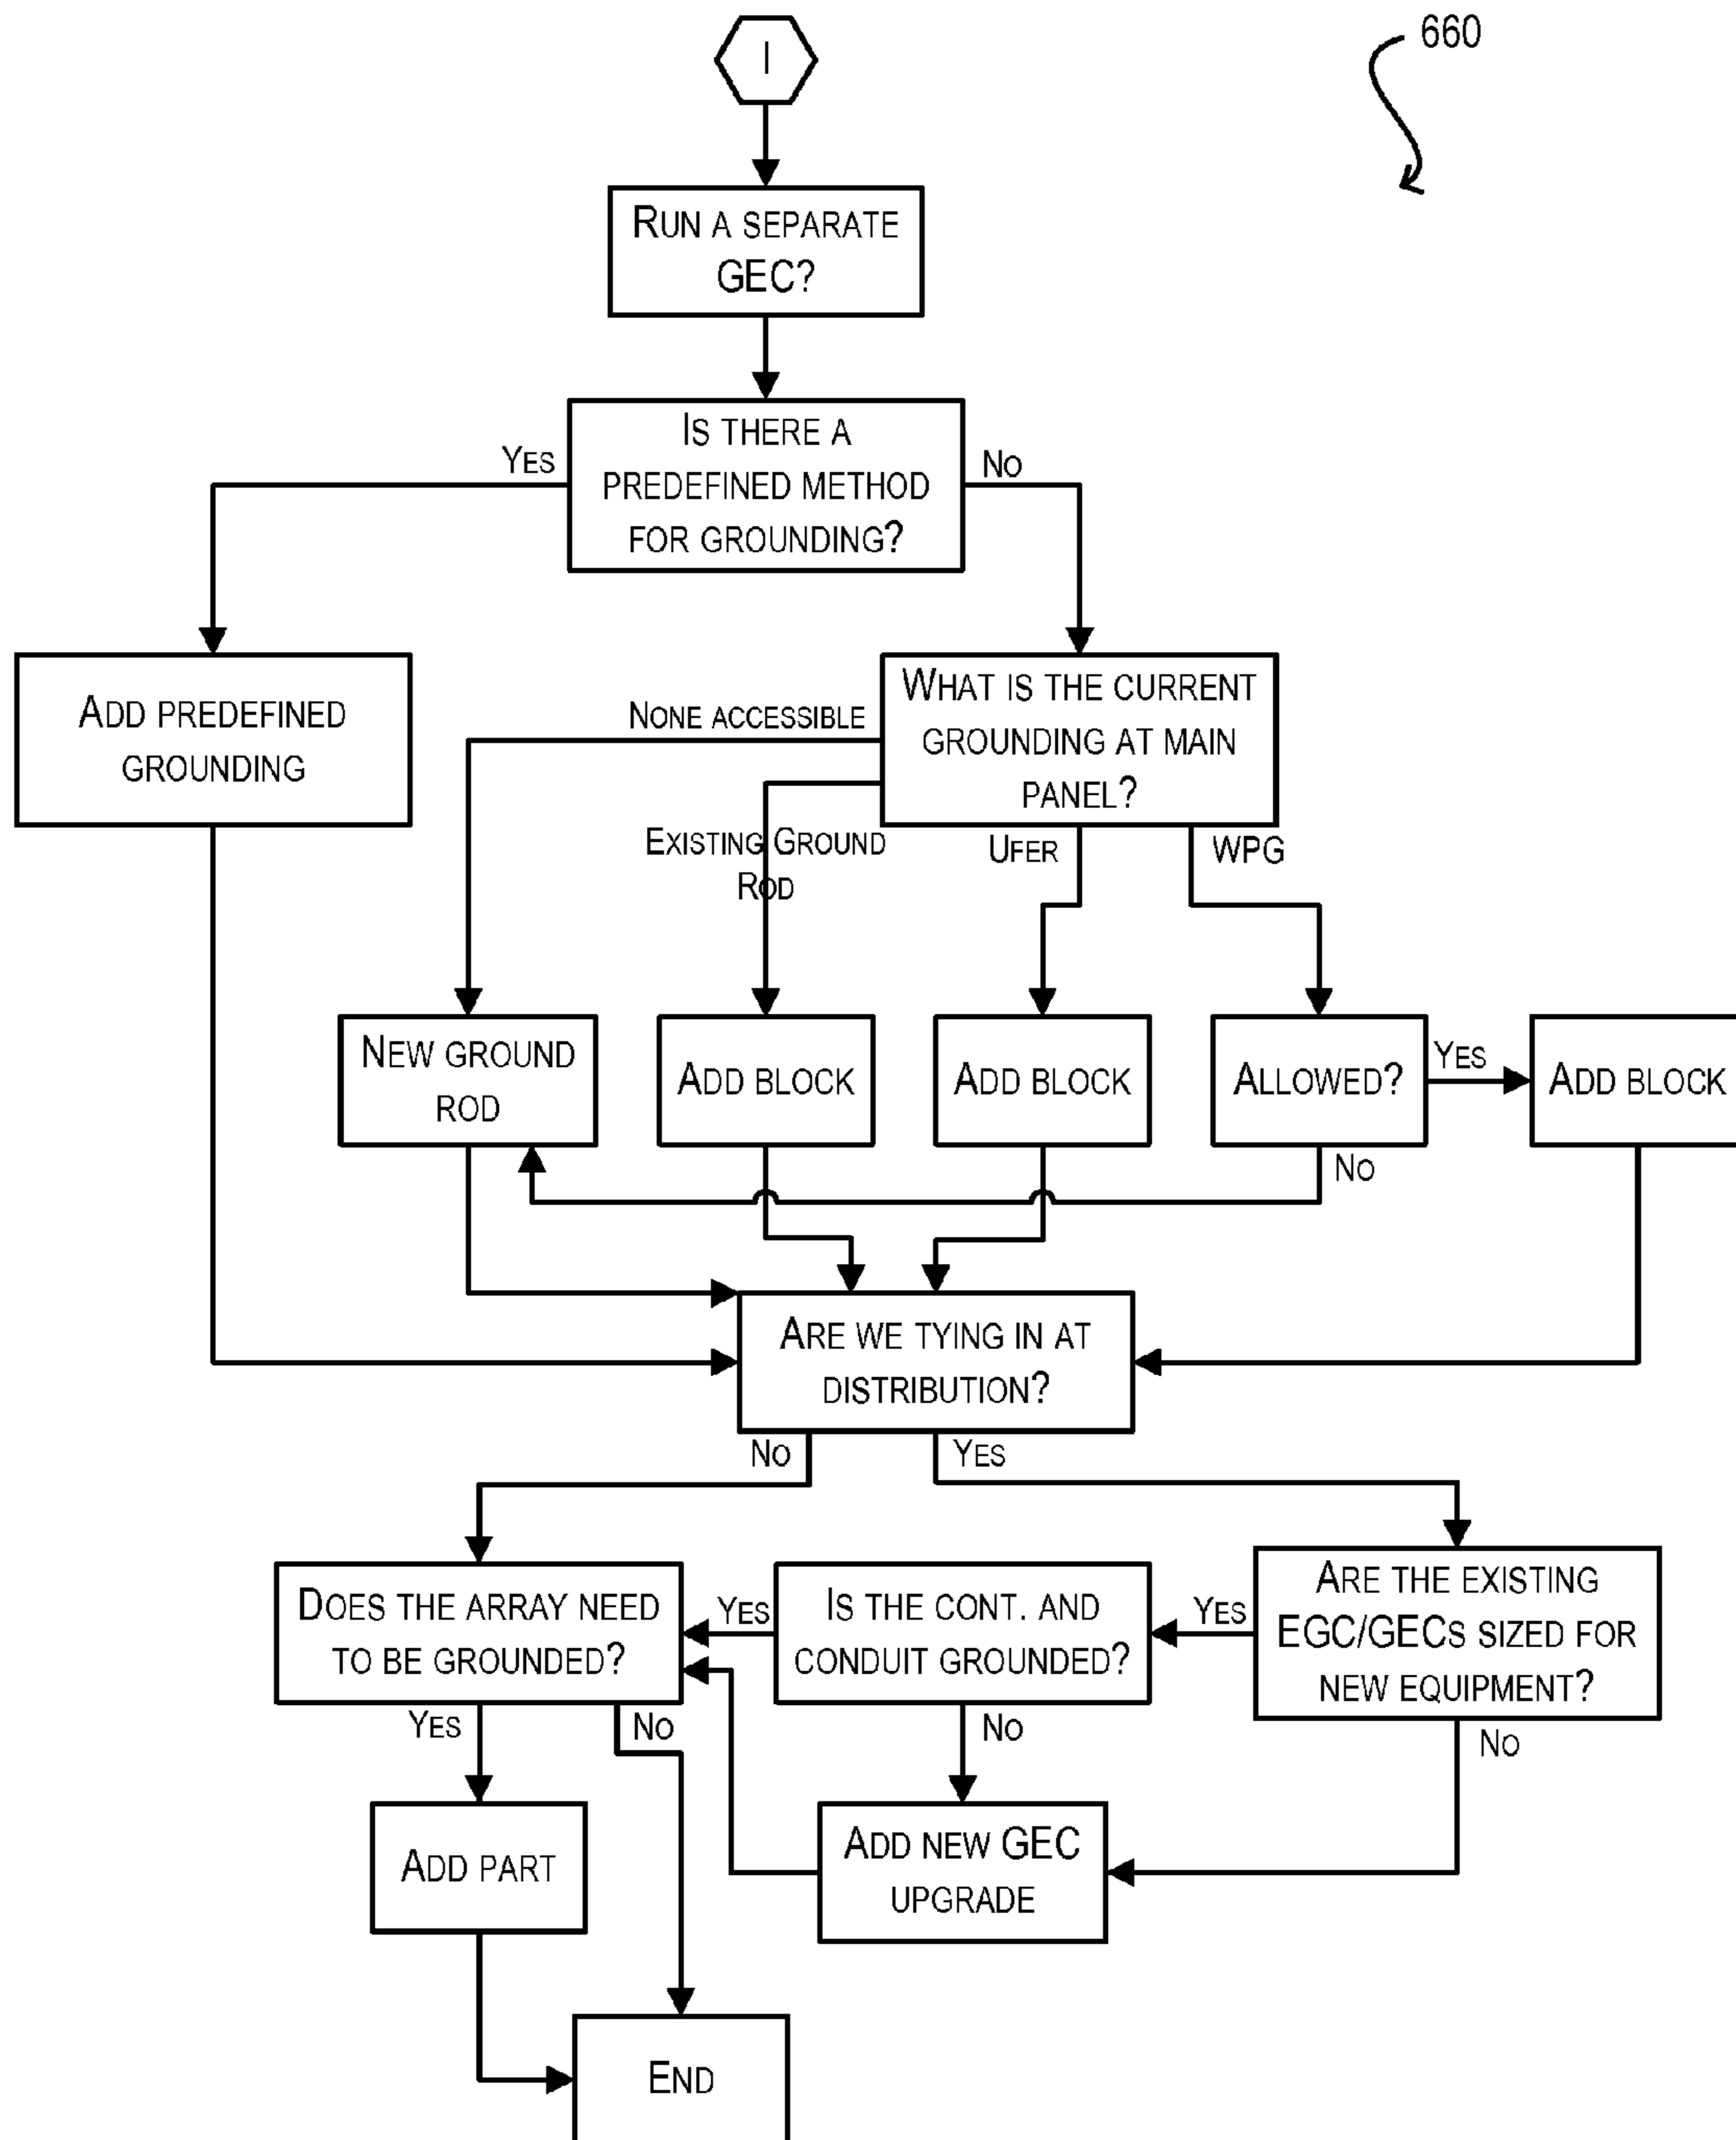 I
660
RUN A SEPARATE
GEC?
IS THERE A
PREDEFINED METHOD
FOR GROUNDING?
YES
NO
ADD PREDEFINED
GROUNDING
WHAT IS THE CURRENT
GROUNDING AT MAIN
PANEL?
NONE ACCESSIBLE
EXISTING GROUND
ROD
UFER
WPG
NEW GROUND
ROD
ADD BLOCK
ADD BLOCK
ALLOWED?
YES
ADD BLOCK
NO
ARE WE TYING IN AT
DISTRIBUTION?
NO
YES
DOES THE ARRAY NEED
TO BE GROUNDED?
YES
IS THE CONT. AND
CONDUIT GROUNDED?
YES
ARE THE EXISTING
EGC/GECS SIZED FOR
NEW EQUIPMENT?
YES
NO
NO
NO
ADD PART
ADD NEW GEC
UPGRADE
END